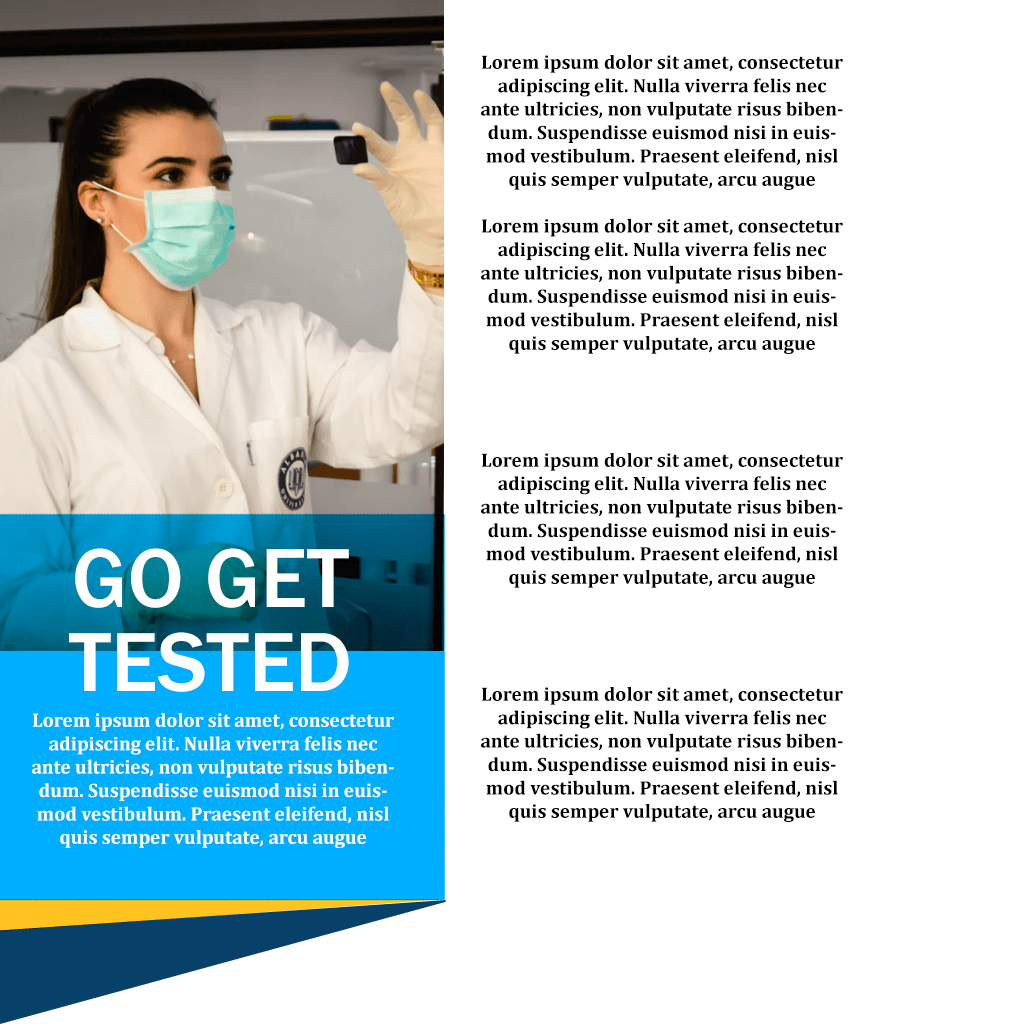 GO GET
TESTED
Lorem ipsum dolor sit amet, consectetur
adipiscing elit. Nulla viverra felis nec
ante ultricies, non vulputate risus biben-
dum. Suspendisse euismod nisi in euis-
mod vestibulum. Praesent eleifend, nisl
quis semper vulputate, arcu augue
Lorem ipsum dolor sit amet, consectetur
adipiscing elit. Nulla viverra felis nec
ante ultricies, non vulputate risus biben-
dum. Suspendisse euismod nisi in euis-
mod vestibulum. Praesent eleifend, nisl
quis semper vulputate, arcu augue
Lorem ipsum dolor sit amet, consectetur
adipiscing elit. Nulla viverra felis nec
ante ultricies, non vulputate risus biben-
dum. Suspendisse euismod nisi in euis-
mod vestibulum. Praesent eleifend, nisl
quis semper vulputate, arcu augue
Lorem ipsum dolor sit amet, consectetur
adipiscing elit. Nulla viverra felis nec
ante ultricies, non vulputate risus biben-
dum. Suspendisse euismod nisi in euis-
mod vestibulum. Praesent eleifend, nisl
quis semper vulputate, arcu augue
Lorem ipsum dolor sit amet, consectetur
adipiscing elit. Nulla viverra felis nec
ante ultricies, non vulputate risus biben-
dum. Suspendisse euismod nisi in euis-
mod vestibulum. Praesent eleifend, nisl
quis semper vulputate, arcu augue